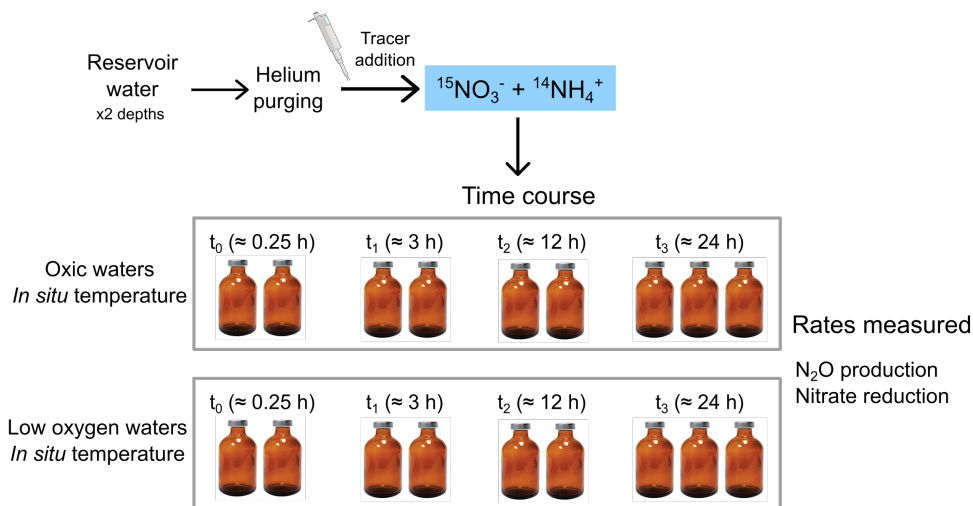 Reservoir
water
x2 depths
Helium
purging
Tracer
addition
¹⁵NO₃⁻ + ¹⁴NH₄⁺
Time course
Oxic waters
In situ temperature
t₀ (≈ 0.25 h)
t₁ (≈ 3 h)
t₂ (≈ 12 h)
t₃ (≈ 24 h)
Rates measured
N₂O production
Nitrate reduction
Low oxygen waters
In situ temperature
t₀ (≈ 0.25 h)
t₁ (≈ 3 h)
t₂ (≈ 12 h)
t₃ (≈ 24 h)